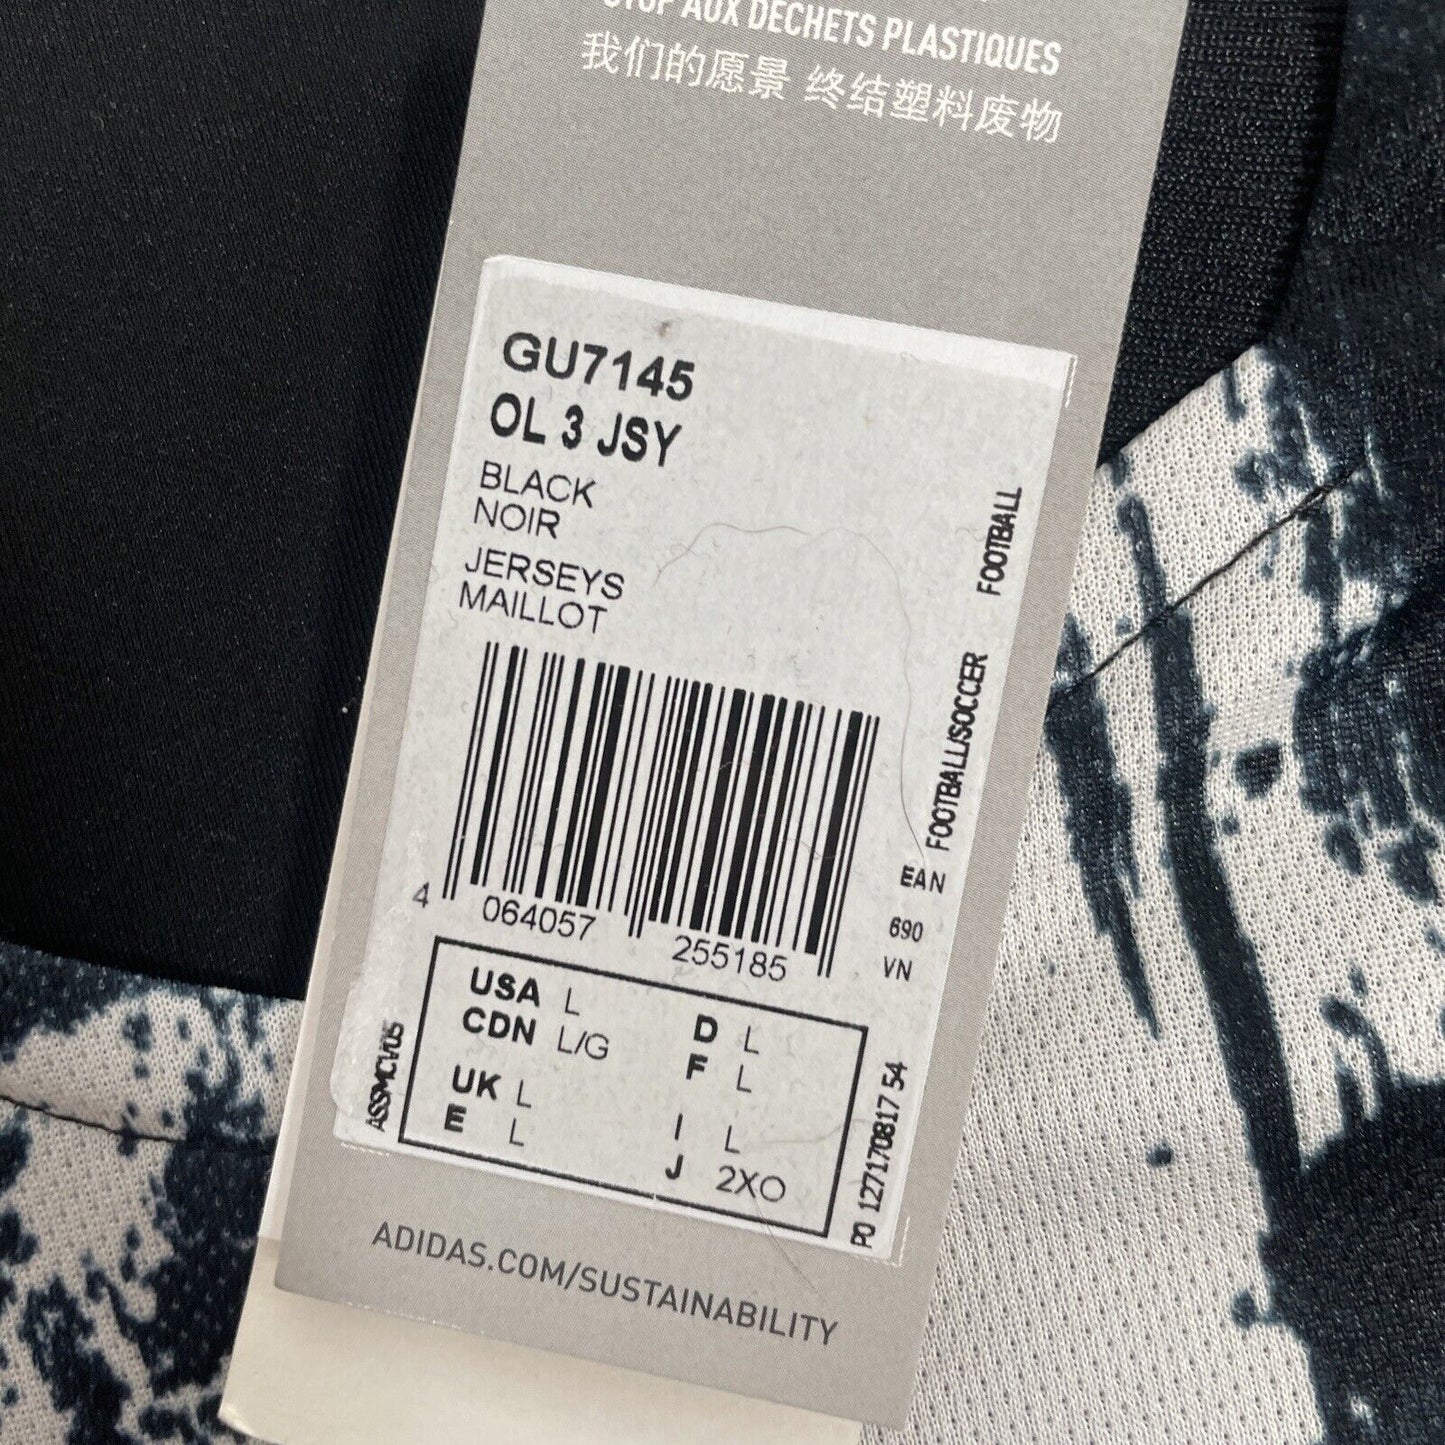 STOP AUX DÉCHETS PLASTIQUES
我们的愿景 终结塑料废物
GU7145
OL 3 JSY
BLACK
NOIR
JERSEYS
MAILLOT
FOOTBALL
FOOTBALL/SOCCER
4 064057 255185
EAN
690
VN
USA L
CDN L/G
UK L
E L
D L
F L
I L
J 2XO
ASSMCV05
PO 1271708117 54
ADIDAS.COM/SUSTAINABILITY